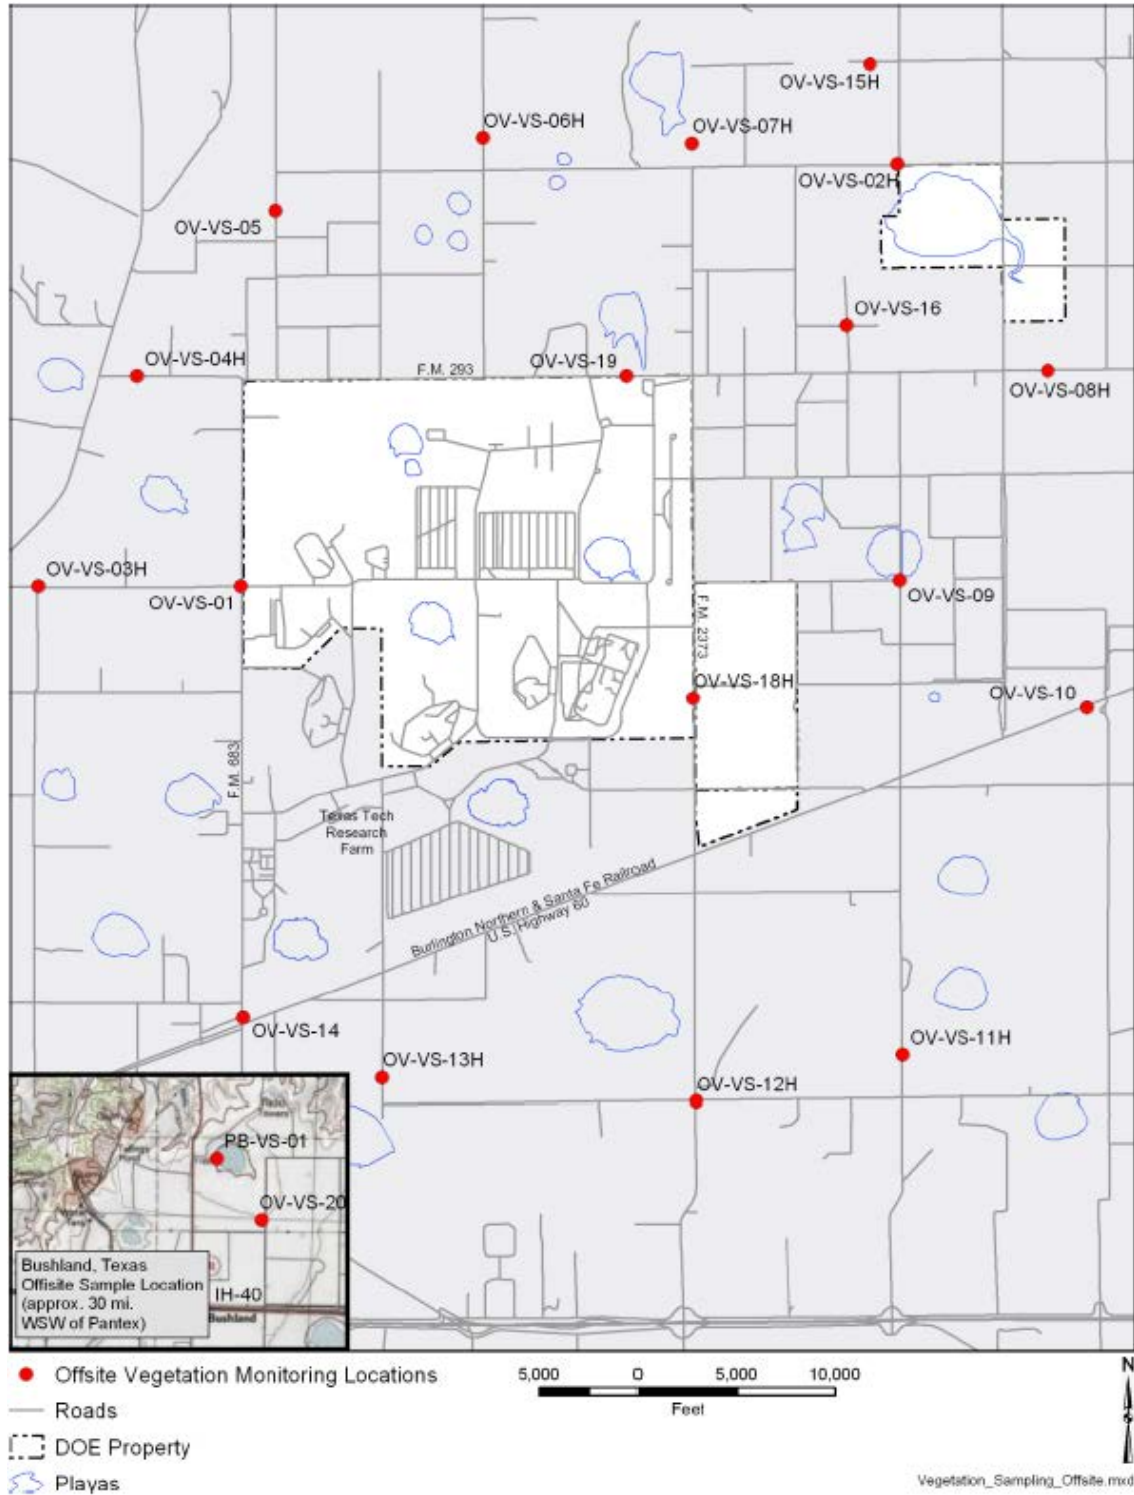 OV-VS-15H
OV-VS-06H
OV-VS-07H
OV-VS-02H
OV-VS-05
OV-VS-16
OV-VS-04H
F.M. 293
OV-VS-19
OV-VS-08H
OV-VS-03H
OV-VS-01
OV-VS-09
F.M. 2373
OV-VS-18H
OV-VS-10
F.M. 683
Texas Tech
Research
Farm
Burlington Northern & Santa Fe Railroad
U.S. Highway 60
OV-VS-14
OV-VS-11H
OV-VS-13H
OV-VS-12H
PB-VS-01
OV-VS-20
Bushland, Texas
Offisite Sample Location
(approx. 30 mi.
WSW of Pantex)
IH-40
Bushland
Offsite Vegetation Monitoring Locations
Roads
DOE Property
Playas
5,000 0 5,000 10,000
Feet
N
Vegetation_Sampling_Offsite.mxd